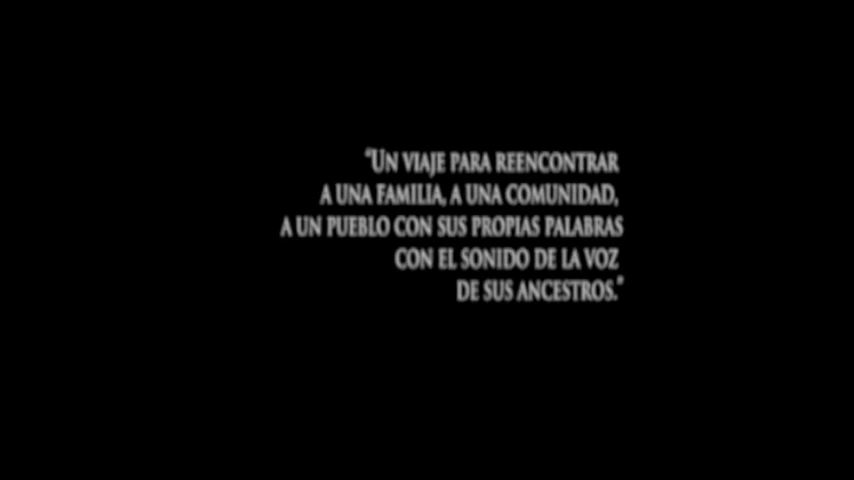 “Un viaje para reencontrar
a una familia, a una comunidad,
a un pueblo con sus propias palabras
con el sonido de la voz
de sus ancestros.”